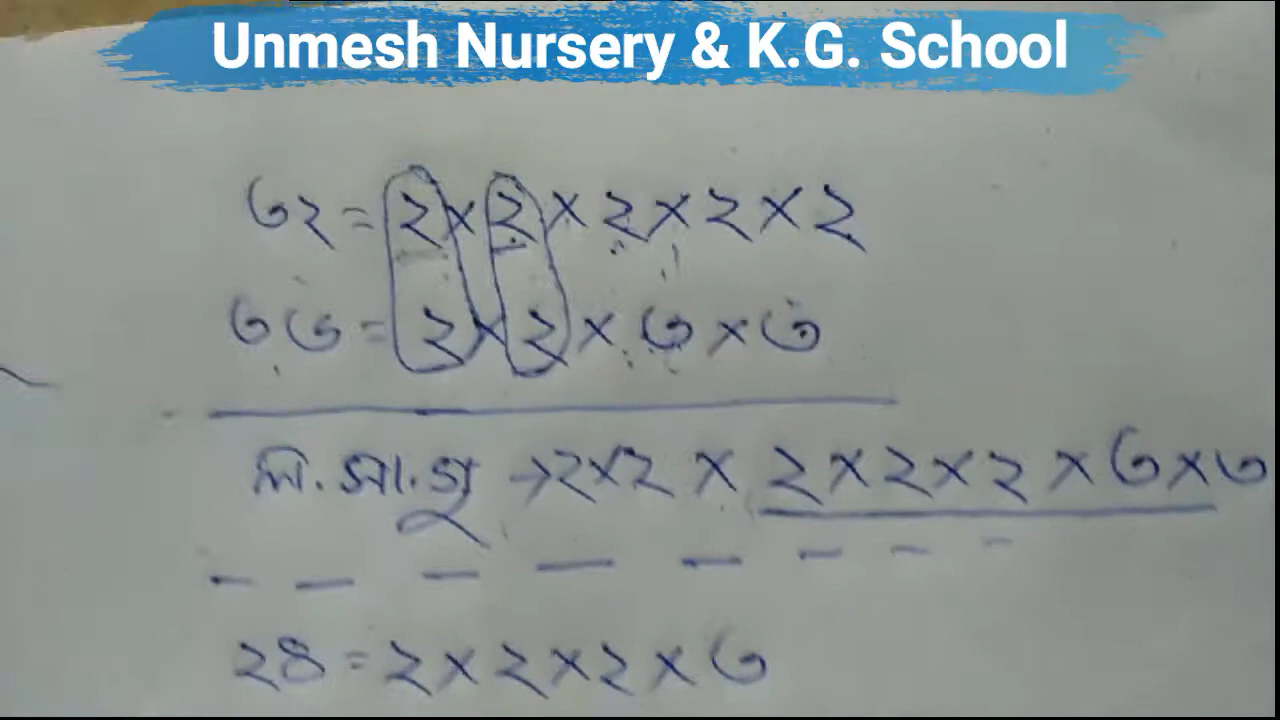 Unmesh Nursery & K.G. School
৩২=২×২×২×২×২
৩৬=২×২×৩×৩
ল.সা.গু →২×২×২×২×২×৩×৩
— — — — — — — —
২৪=২×২×২×৩